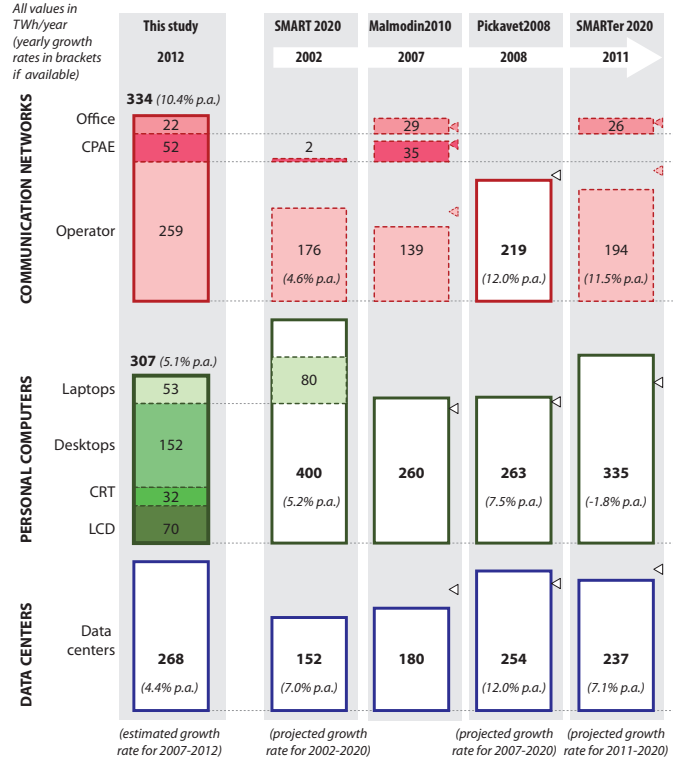 All values in
TWh/year
(yearly growth
rates in brackets
if available)
This study
SMART 2020
Malmodin2010
Pickavet2008
SMARTer 2020
2012
2002
2007
2008
2011
COMMUNICATION NETWORKS
334 (10.4% p.a.)
Office
22
29
26
CPAE
52
2
35
Operator
259
176
(4.6% p.a.)
139
219
(12.0% p.a.)
194
(11.5% p.a.)
PERSONAL COMPUTERS
307 (5.1% p.a.)
Laptops
53
80
Desktops
152
CRT
32
LCD
70
400
(5.2% p.a.)
260
263
(7.5% p.a.)
335
(-1.8% p.a.)
DATA CENTERS
Data
centers
268
(4.4% p.a.)
152
(7.0% p.a.)
180
254
(12.0% p.a.)
237
(7.1% p.a.)
(estimated growth
rate for 2007-2012)
(projected growth
rate for 2002-2020)
(projected growth
rate for 2007-2020)
(projected growth
rate for 2011-2020)